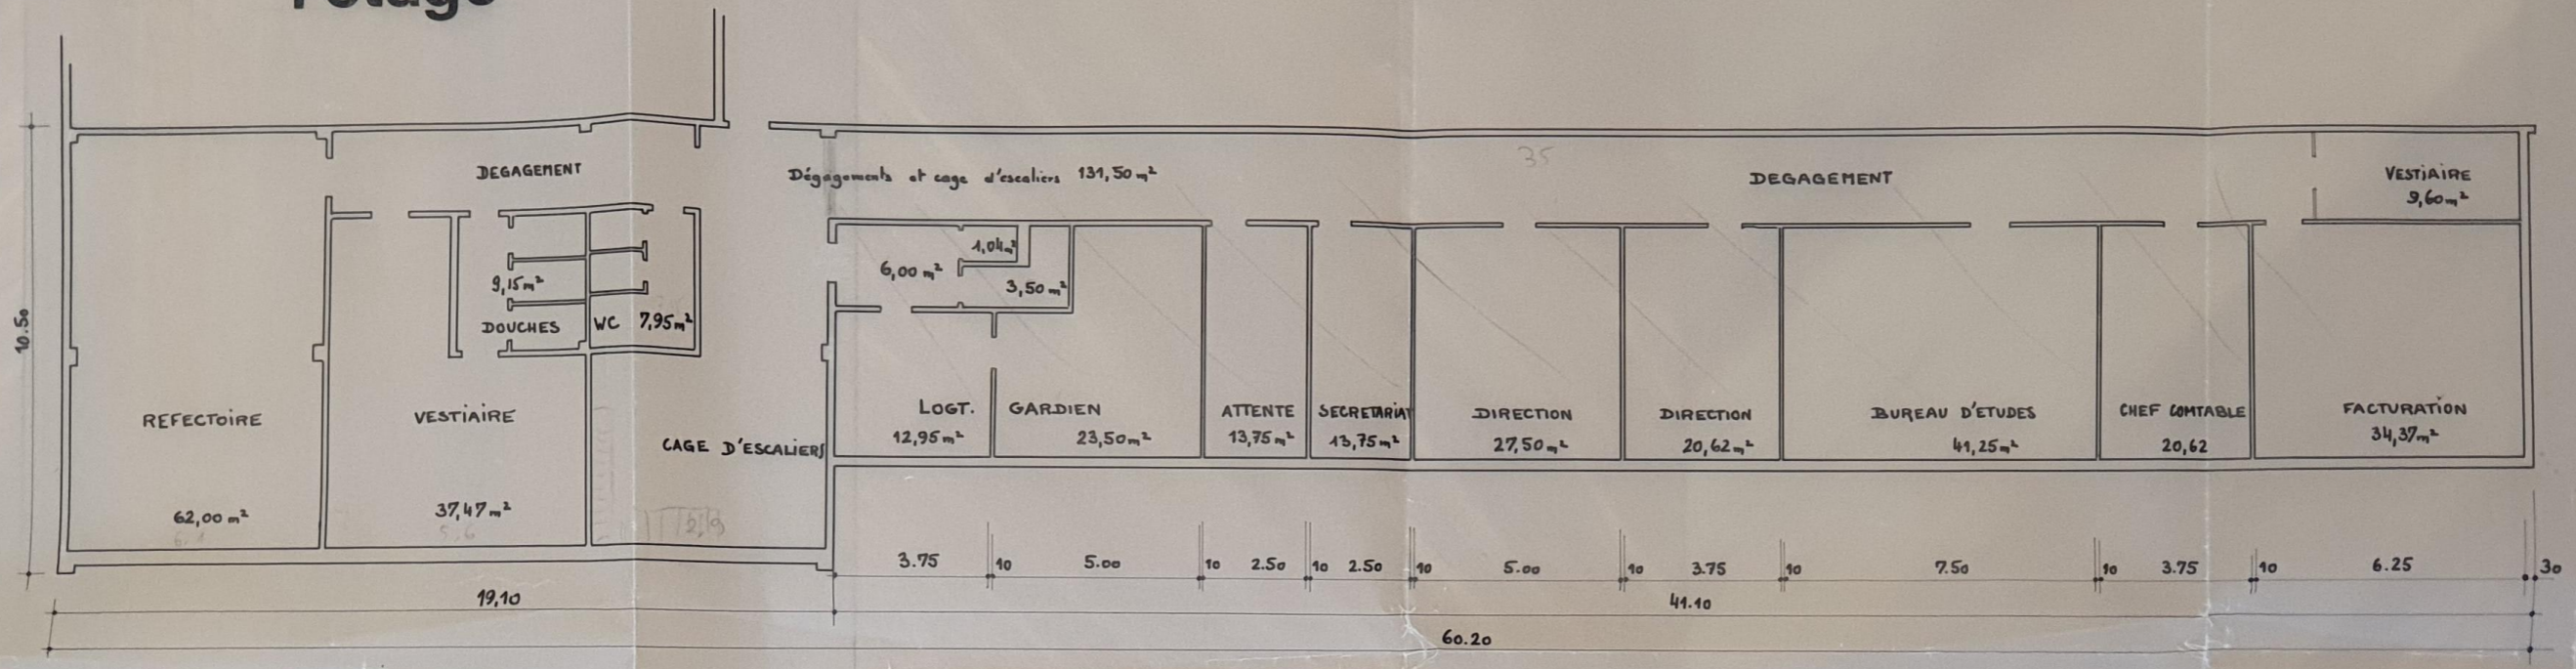 l'étage
DEGAGEMENT
Dégagements et cage d'escaliers 131,50 m²
35
DEGAGEMENT
VESTIAIRE
9,60 m²
1,04 m²
6,00 m²
3,50 m²
9,15 m²
DOUCHES
WC 7,95 m²
10.50
REFECTOIRE
62,00 m²
VESTIAIRE
37,47 m²
CAGE D'ESCALIERS
LOGT. GARDIEN
12,95 m²
23,50 m²
ATTENTE
13,75 m²
SECRETARIAT
13,75 m²
DIRECTION
27,50 m²
DIRECTION
20,62 m²
BUREAU D'ETUDES
41,25 m²
CHEF COMTABLE
20,62
FACTURATION
34,37 m²
3.75 10 5.00 10 2.50 10 2.50 10 5.00 10 3.75 10 7.50 10 3.75 10 6.25 30
19,10
41.10
60.20